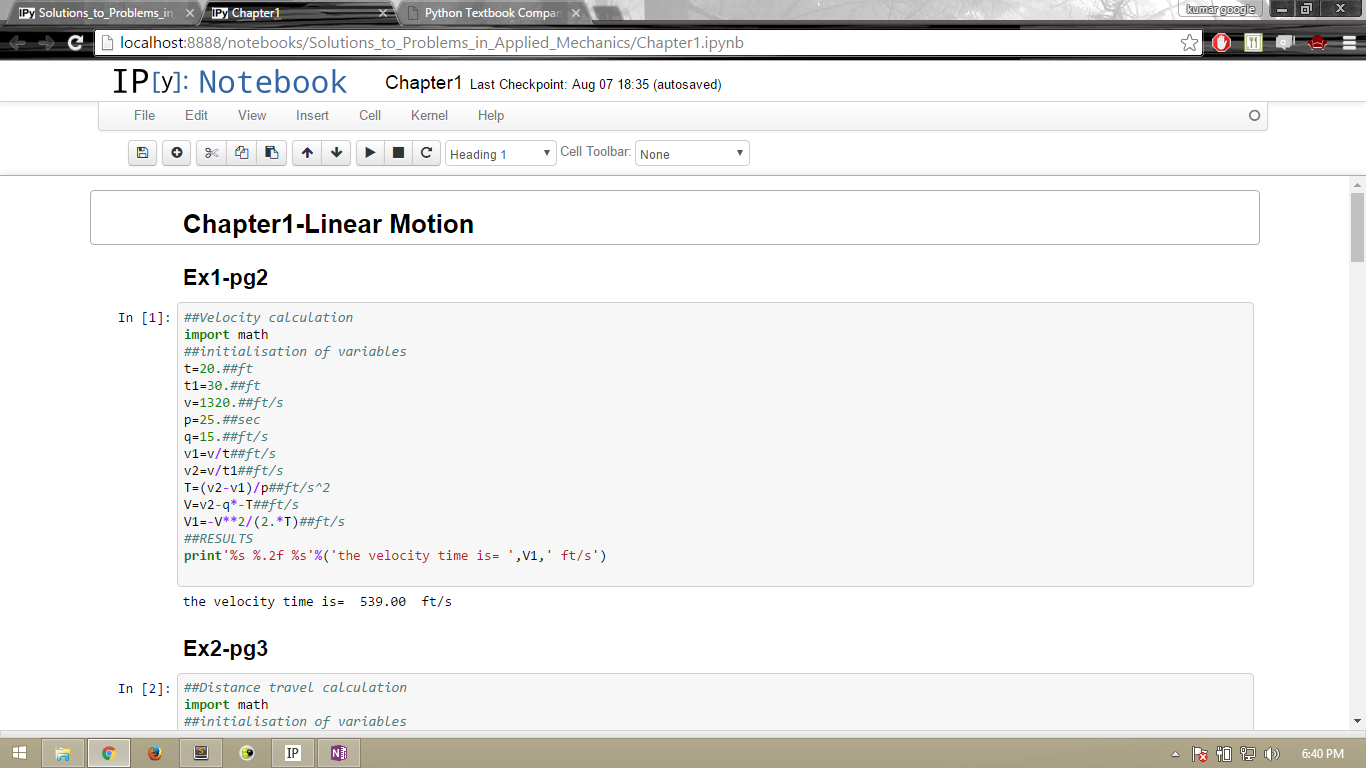 IPy Solutions_to_Problems_in
IPy Chapter1
Python Textbook Compan
kumar google
localhost:8888/notebooks/Solutions_to_Problems_in_Applied_Mechanics/Chapter1.ipynb
IP[y]: Notebook
Chapter1 Last Checkpoint: Aug 07 18:35 (autosaved)
File Edit View Insert Cell Kernel Help
Heading 1 Cell Toolbar: None
Chapter1-Linear Motion
Ex1-pg2
In [1]:
##Velocity calculation
import math
##initialisation of variables
t=20.##ft
t1=30.##ft
v=1320.##ft/s
p=25.##sec
q=15.##ft/s
v1=v/t##ft/s
v2=v/t1##ft/s
T=(v2-v1)/p##ft/s^2
V=v2-q*-T##ft/s
V1=-V**2/(2.*T)##ft/s
##RESULTS
print'%s %.2f %s'%('the velocity time is= ',V1,' ft/s')
the velocity time is=  539.00  ft/s
Ex2-pg3
In [2]:
##Distance travel calculation
import math
##initialisation of variables
IP
N
6:40 PM